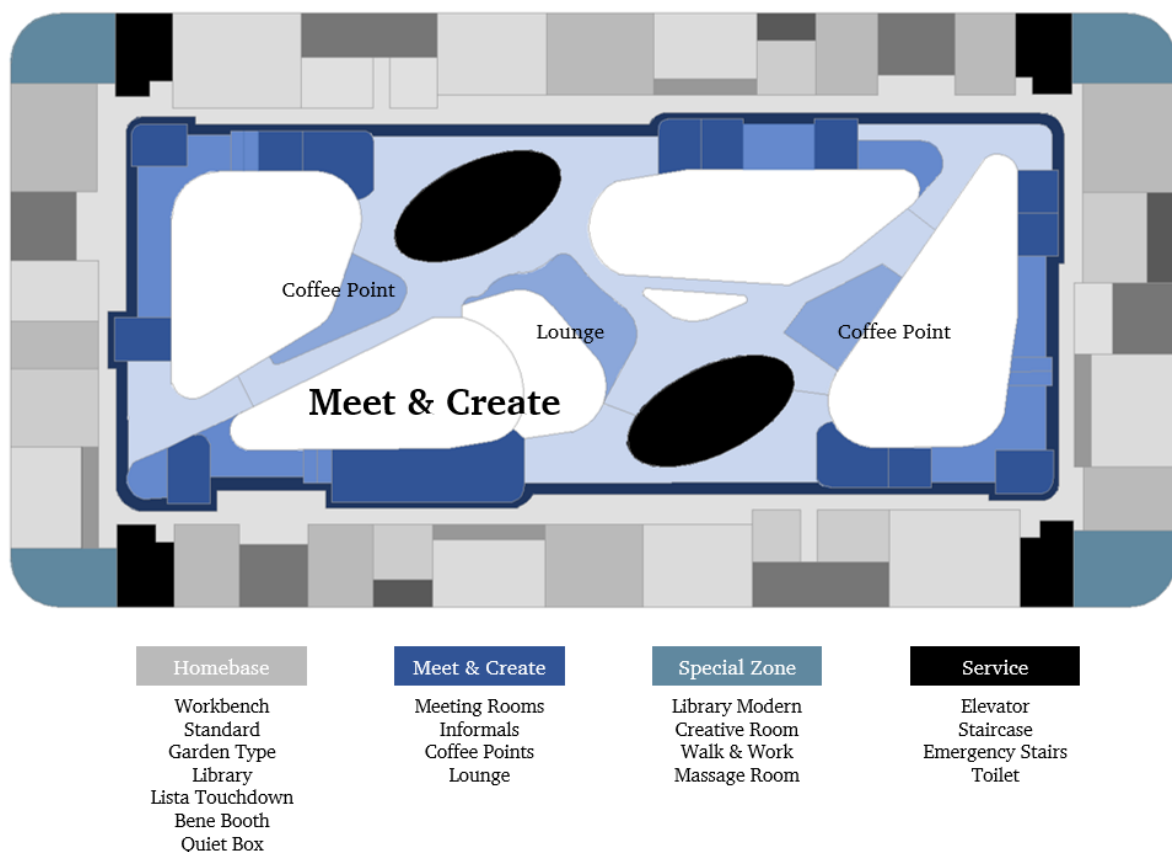 Coffee Point
Lounge
Coffee Point
Meet & Create
Homebase
Workbench
Standard
Garden Type
Library
Lista Touchdown
Bene Booth
Quiet Box
Meet & Create
Meeting Rooms
Informals
Coffee Points
Lounge
Special Zone
Library Modern
Creative Room
Walk & Work
Massage Room
Service
Elevator
Staircase
Emergency Stairs
Toilet